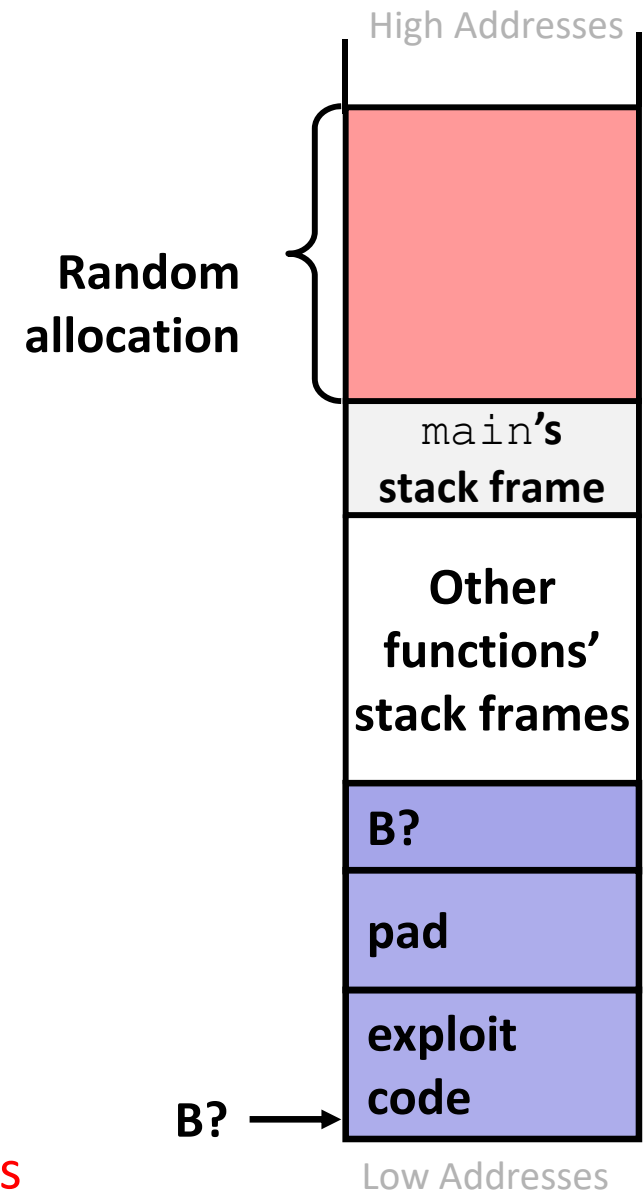 High Addresses
Random
allocation
main's
stack frame
Other
functions’
stack frames
B?
pad
exploit
code
B?
s
Low Addresses